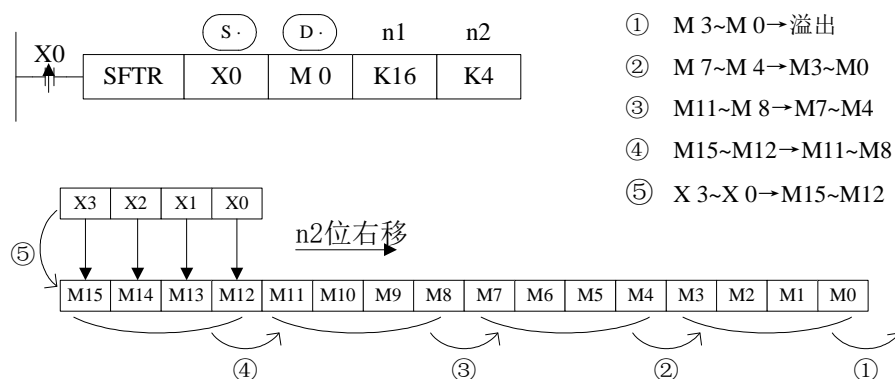 S · D · n1 n2
X0
SFTR X0 M 0 K16 K4
① M 3~M 0→溢出
② M 7~M 4→M3~M0
③ M11~M 8→M7~M4
④ M15~M12→M11~M8
⑤ X 3~X 0→M15~M12
X3 X2 X1 X0
⑤ n2位右移
M15 M14 M13 M12 M11 M10 M9 M8 M7 M6 M5 M4 M3 M2 M1 M0
④ ③ ② ①